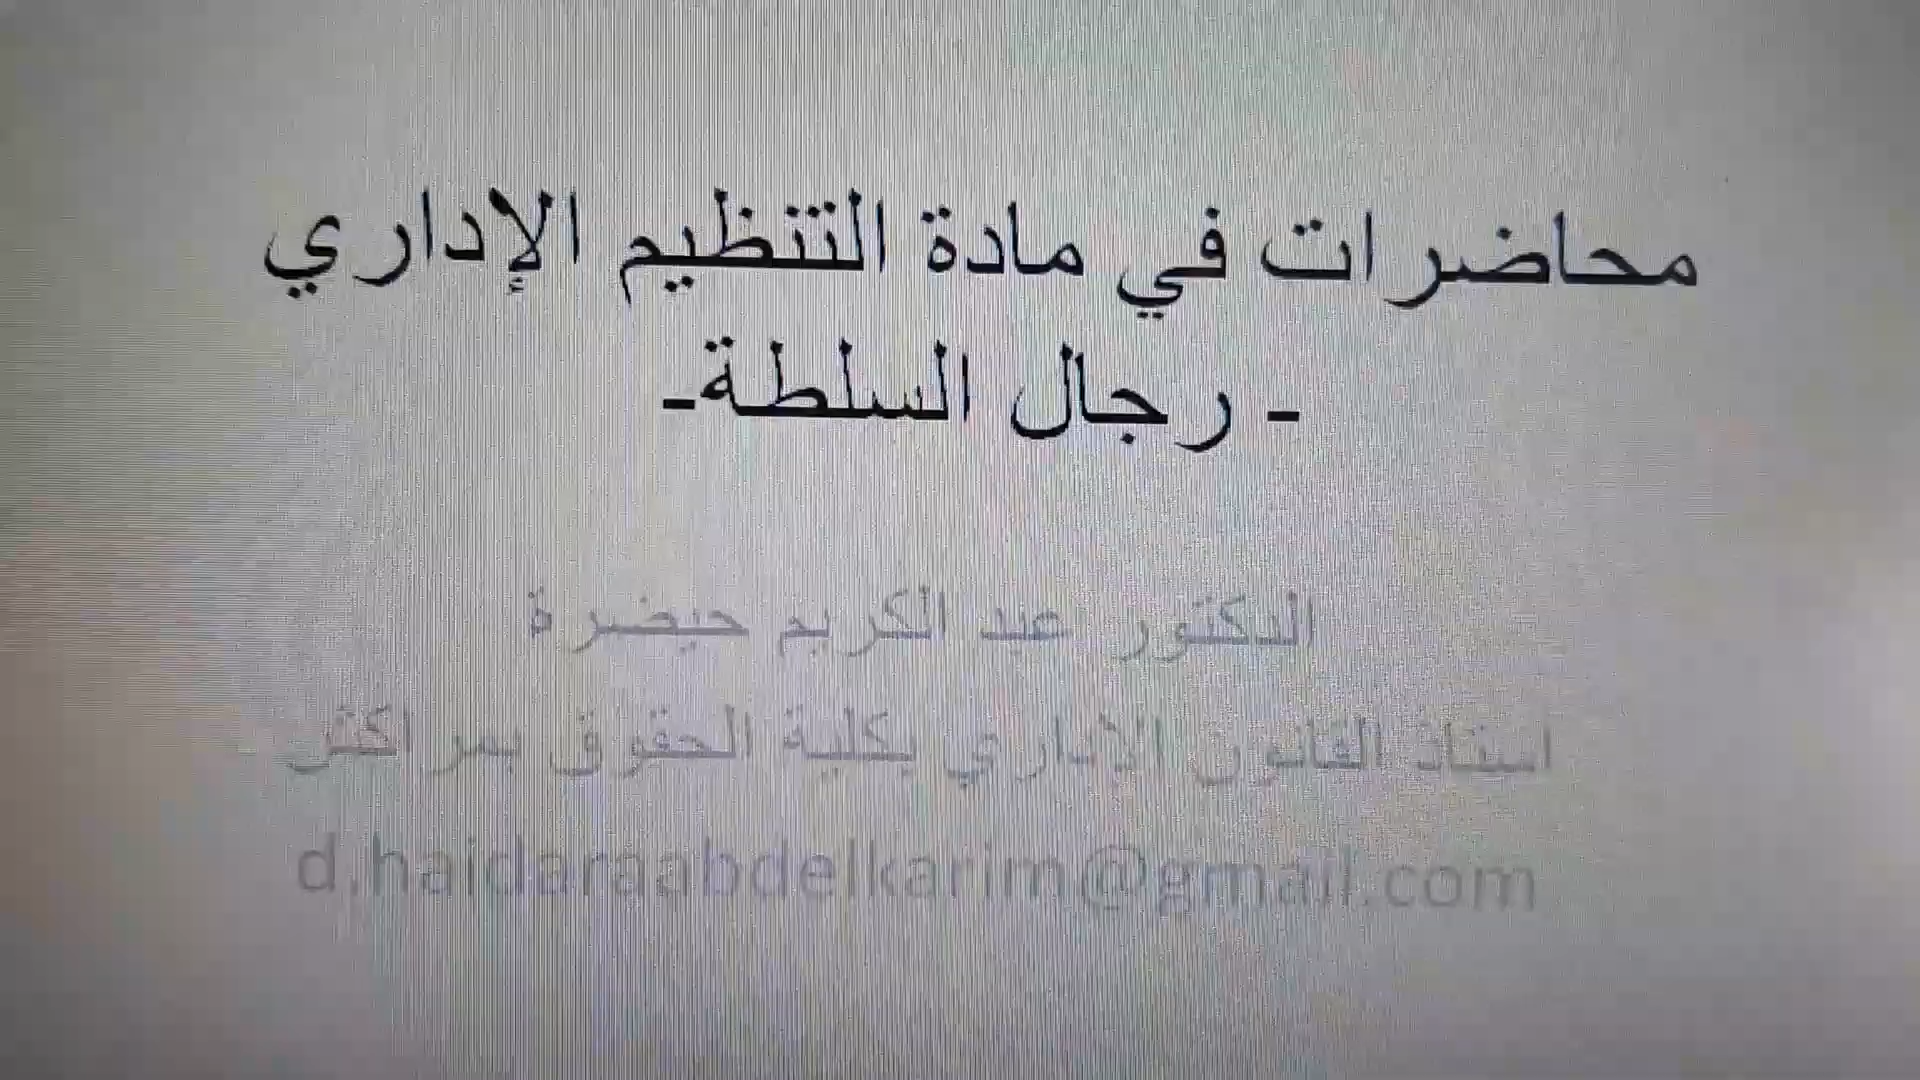 محاضرات في مادة التنظيم الإداري
- رجال السلطة-
الدكتور عبد الكريم حيضرة
استاذ القانون الإداري بكلية الحقوق بمراكش
d.haidaraabdelkarim@gmail.com